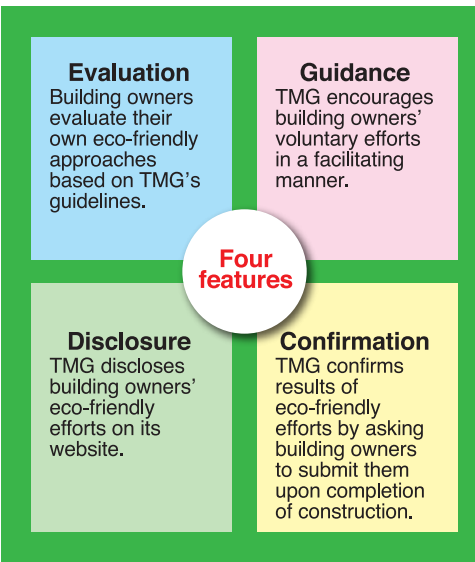 Evaluation
Building owners
evaluate their
own eco-friendly
approaches
based on TMG's
guidelines.
Guidance
TMG encourages
building owners'
voluntary efforts
in a facilitating
manner.
Four
features
Disclosure
TMG discloses
building owners'
eco-friendly
efforts on its
website.
Confirmation
TMG confirms
results of
eco-friendly
efforts by asking
building owners
to submit them
upon completion
of construction.